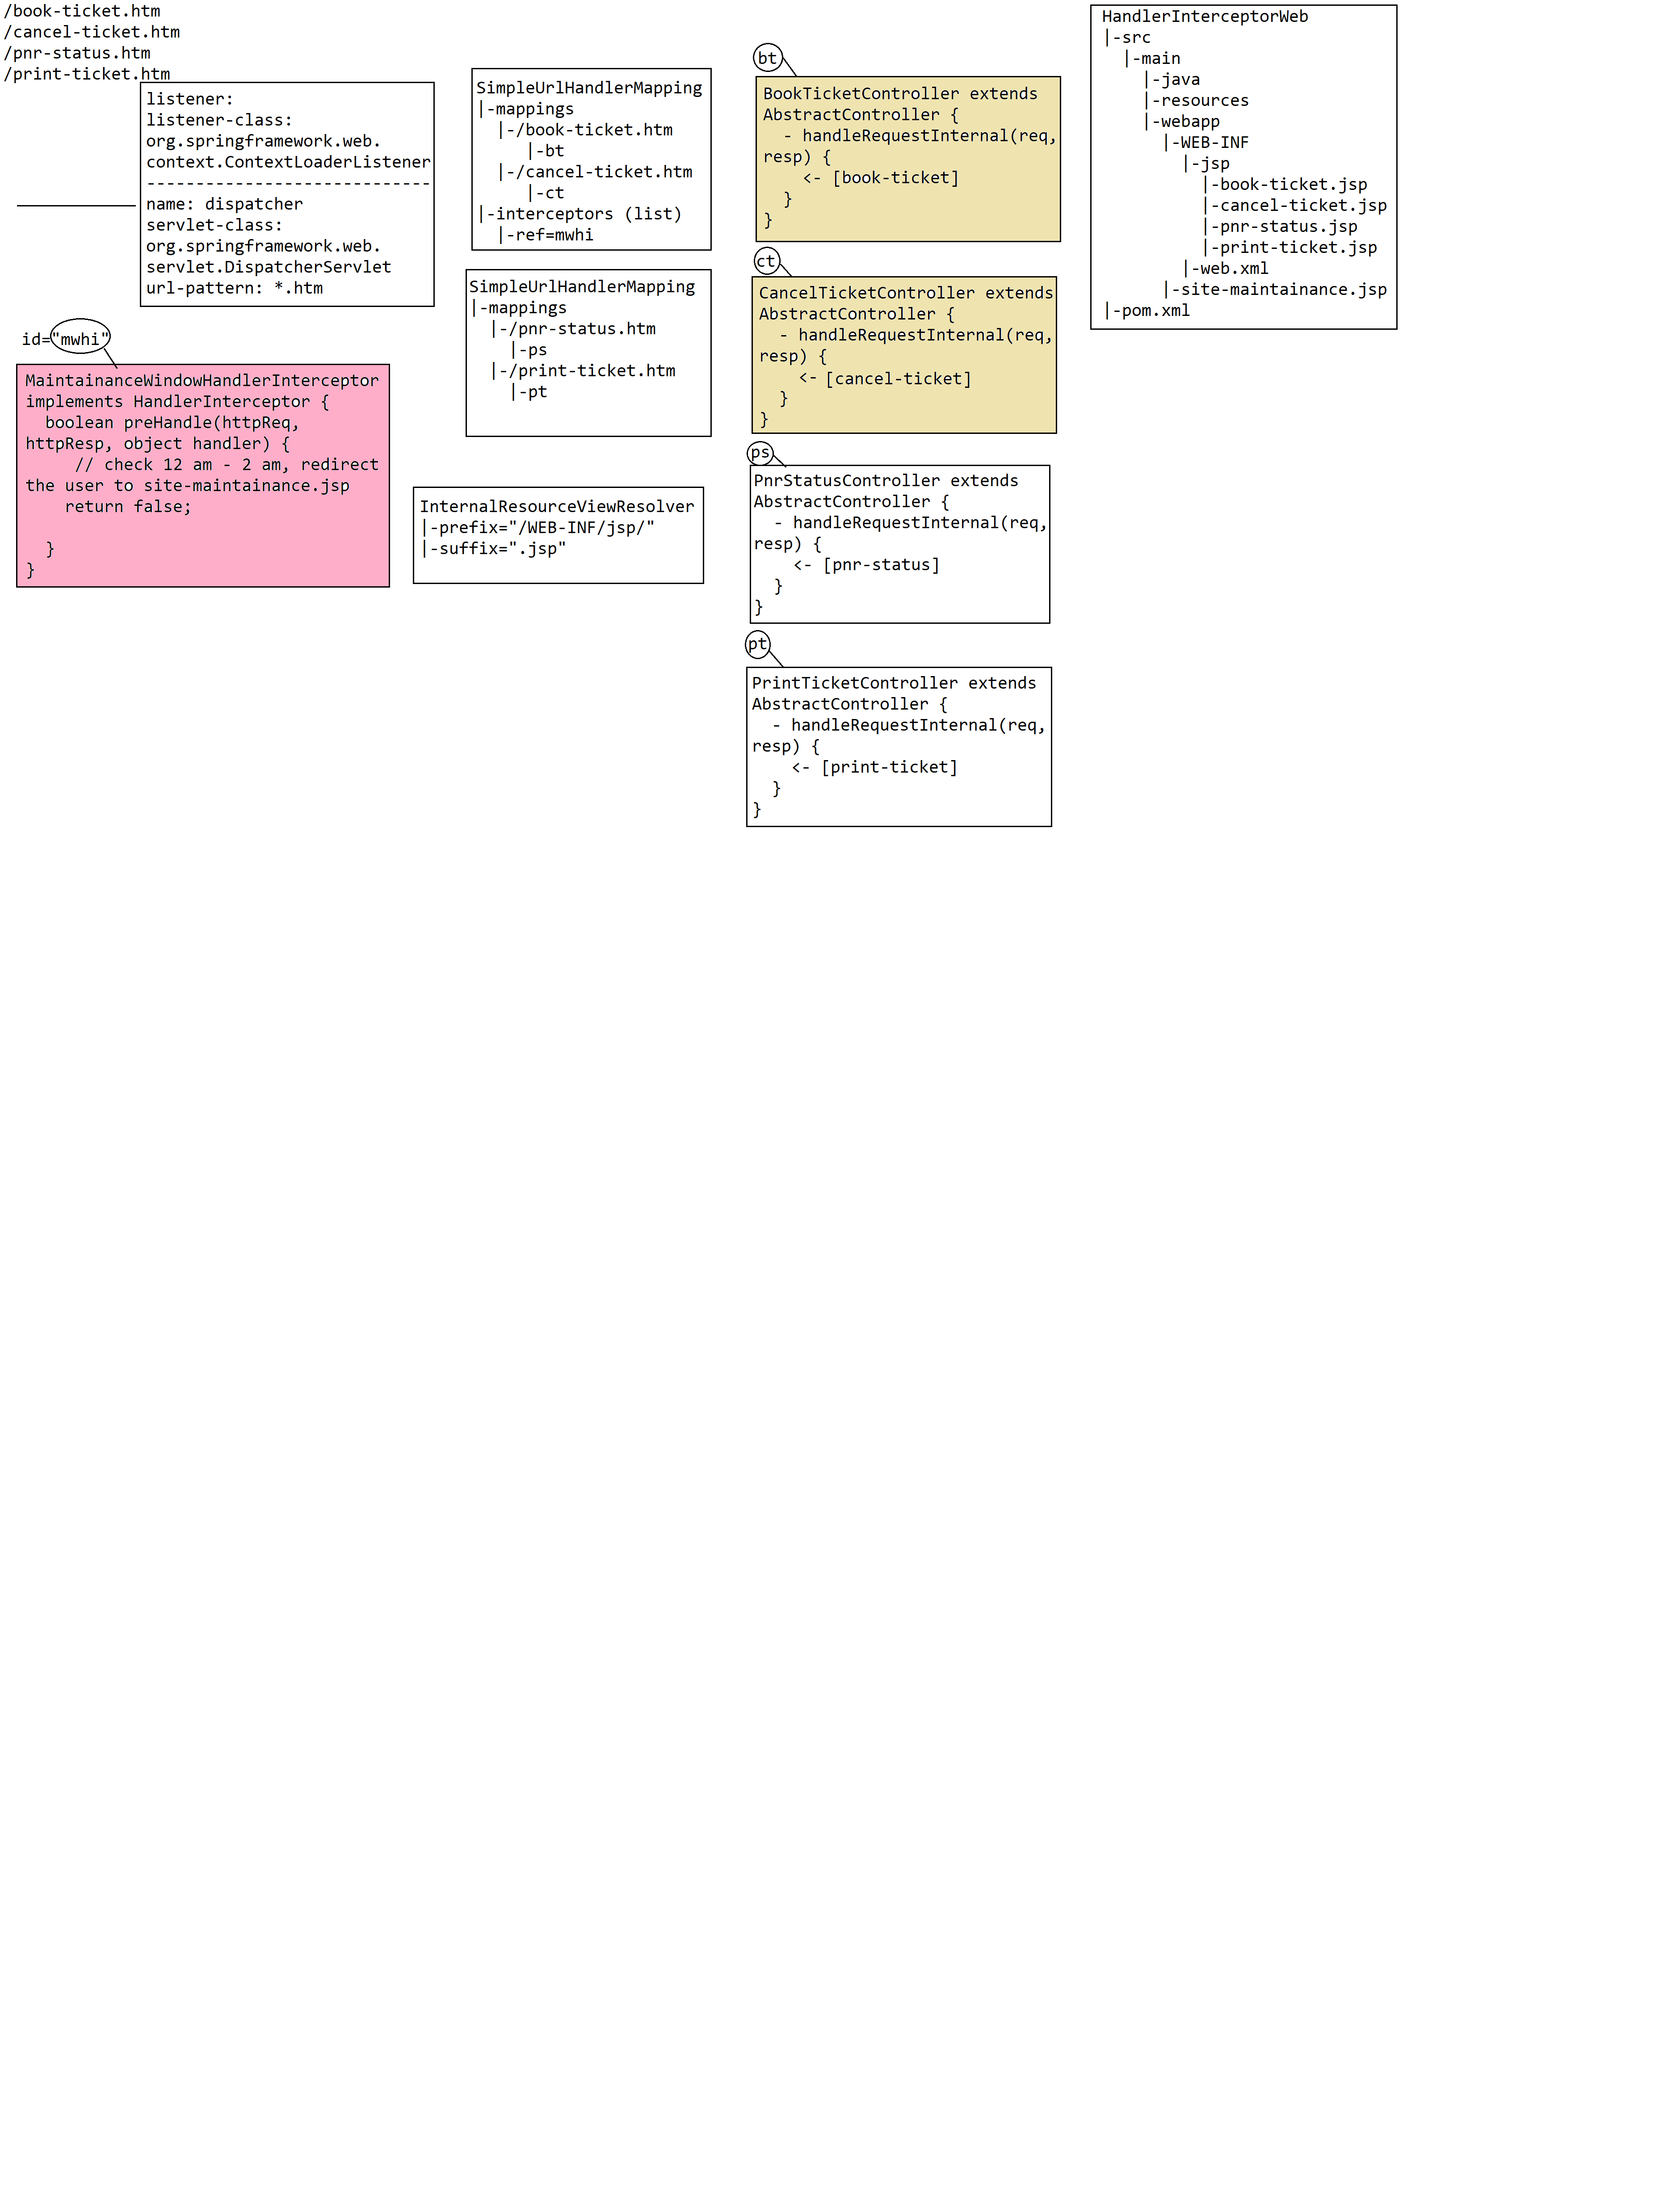 /book-ticket.htm
/cancel-ticket.htm
/pnr-status.htm
/print-ticket.htm
listener:
listener-class:
org.springframework.web.
context.ContextLoaderListener
-----------------------------
name: dispatcher
servlet-class:
org.springframework.web.
servlet.DispatcherServlet
url-pattern: *.htm
id="mwhi"
MaintainanceWindowHandlerInterceptor
implements HandlerInterceptor {
  boolean preHandle(httpReq,
httpResp, object handler) {
     // check 12 am - 2 am, redirect
the user to site-maintainance.jsp
    return false;
  }
}
SimpleUrlHandlerMapping
|-mappings
  |-/book-ticket.htm
     |-bt
  |-/cancel-ticket.htm
     |-ct
|-interceptors (list)
  |-ref=mwhi
SimpleUrlHandlerMapping
|-mappings
  |-/pnr-status.htm
    |-ps
  |-/print-ticket.htm
    |-pt
InternalResourceViewResolver
|-prefix="/WEB-INF/jsp/"
|-suffix=".jsp"
bt
BookTicketController extends
AbstractController {
  - handleRequestInternal(req,
resp) {
    <- [book-ticket]
  }
}
ct
CancelTicketController extends
AbstractController {
  - handleRequestInternal(req,
resp) {
    <- [cancel-ticket]
  }
}
ps
PnrStatusController extends
AbstractController {
  - handleRequestInternal(req,
resp) {
    <- [pnr-status]
  }
}
pt
PrintTicketController extends
AbstractController {
  - handleRequestInternal(req,
resp) {
    <- [print-ticket]
  }
}
HandlerInterceptorWeb
|-src
  |-main
    |-java
    |-resources
    |-webapp
      |-WEB-INF
        |-jsp
          |-book-ticket.jsp
          |-cancel-ticket.jsp
          |-pnr-status.jsp
          |-print-ticket.jsp
        |-web.xml
      |-site-maintainance.jsp
|-pom.xml